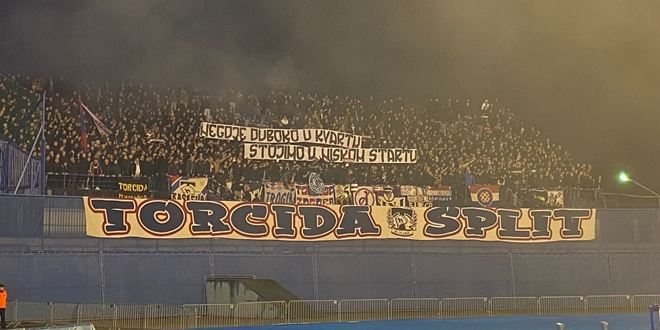 NEGDJE DUBOKO U KVARTU
STOJIMO U NISKOM STARTU
TORCIDA
TORCIDA SPLIT